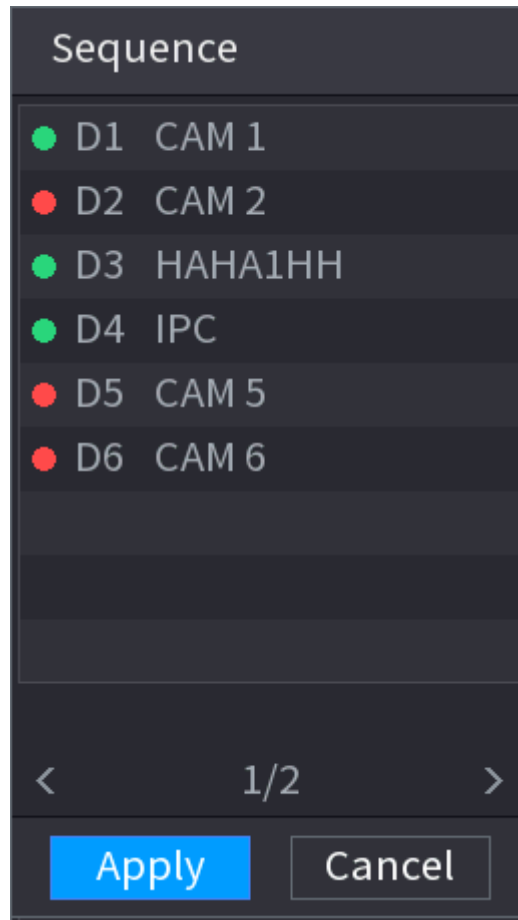 Sequence
D1 CAM 1
D2 CAM 2
D3 HAHA1HH
D4 IPC
D5 CAM 5
D6 CAM 6
< 1/2 >
Apply Cancel